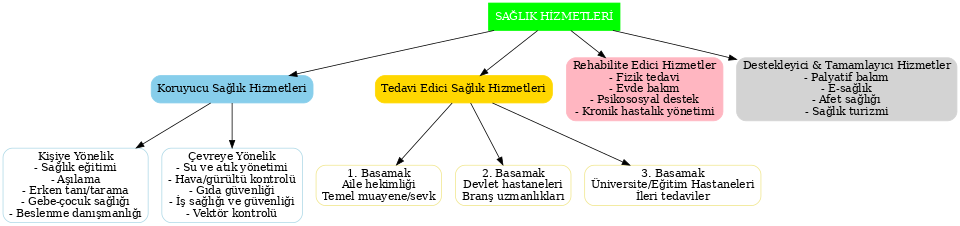 SAĞLIK HİZMETLERİ
Koruyucu Sağlık Hizmetleri
Tedavi Edici Sağlık Hizmetleri
Rehabilite Edici Hizmetler
- Fizik tedavi
- Evde bakım
- Psikososyal destek
- Kronik hastalık yönetimi
Destekleyici & Tamamlayıcı Hizmetler
- Palyatif bakım
- E-sağlık
- Afet sağlığı
- Sağlık turizmi
Kişiye Yönelik
- Sağlık eğitimi
- Aşılama
- Erken tanı/tarama
- Gebe-çocuk sağlığı
- Beslenme danışmanlığı
Çevreye Yönelik
- Su ve atık yönetimi
- Hava/gürültü kontrolü
- Gıda güvenliği
- İş sağlığı ve güvenliği
- Vektör kontrolü
1. Basamak
Aile hekimliği
Temel muayene/sevk
2. Basamak
Devlet hastaneleri
Branş uzmanlıkları
3. Basamak
Üniversite/Eğitim Hastaneleri
İleri tedaviler